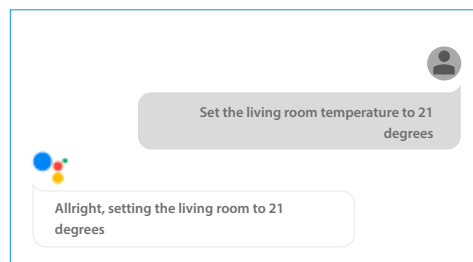 Set the living room temperature to 21
degrees
Allright, setting the living room to 21
degrees